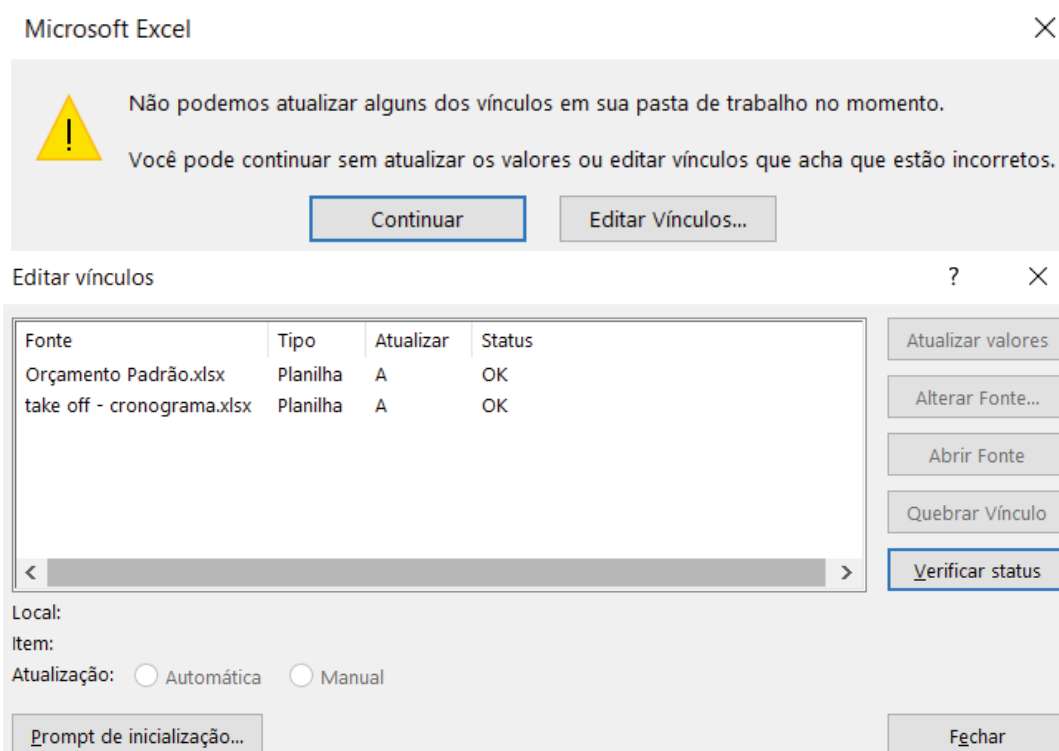 Microsoft Excel
Não podemos atualizar alguns dos vínculos em sua pasta de trabalho no momento.
Você pode continuar sem atualizar os valores ou editar vínculos que acha que estão incorretos.
Continuar Editar Vínculos...
Editar vínculos ?
Fonte Tipo Atualizar Status
Orçamento Padrão.xlsx Planilha A OK
take off - cronograma.xlsx Planilha A OK
Atualizar valores
Alterar Fonte...
Abrir Fonte
Quebrar Vínculo
Verificar status
Local:
Item:
Atualização: Automática Manual
Prompt de inicialização... Fechar